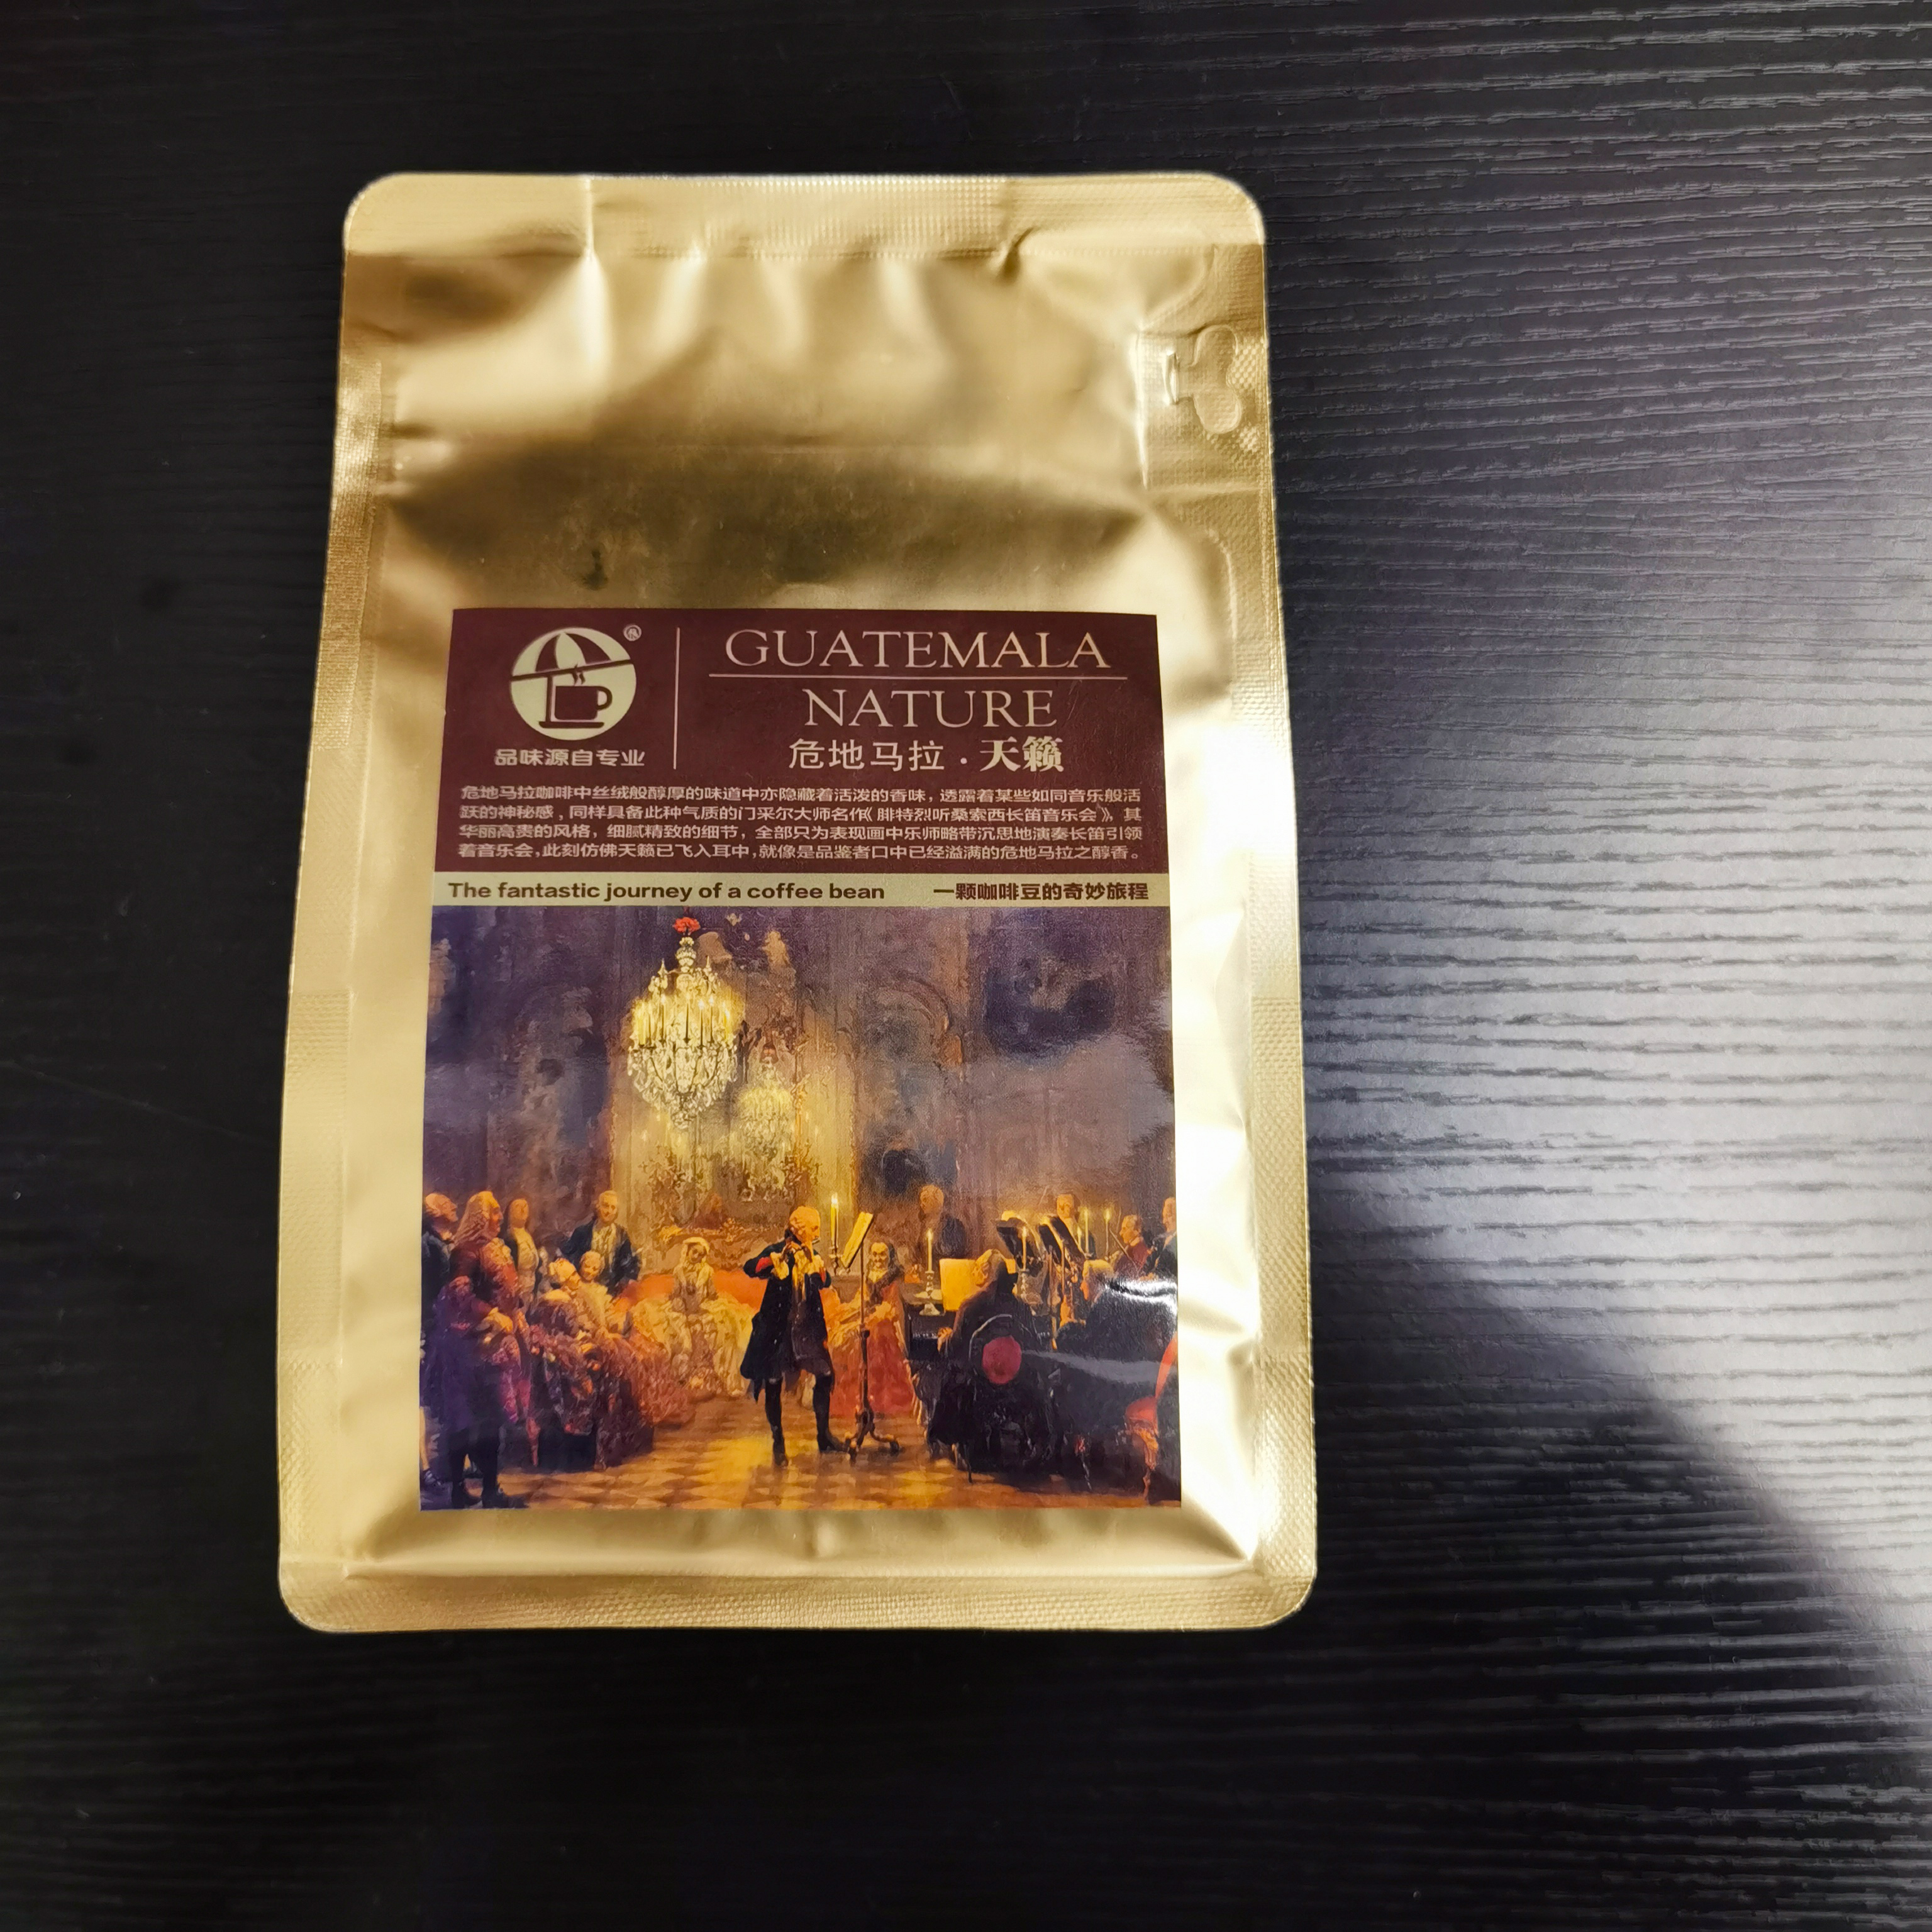 ®
GUATEMALA
NATURE
危地马拉·天籁
品味源自专业
危地马拉咖啡中丝绒般醇厚的味道中亦隐藏着活泼的香味，透露着某些如同音乐般活
跃的神秘感，同样具备此种气质的门采尔大师名作《腓特烈听桑索西长笛音乐会》，其
华丽高贵的风格，细腻精致的细节，全部只为表现画中乐师略带沉思地演奏长笛引领
着音乐会，此刻仿佛天籁已飞入耳中，就像是品鉴者口中已经溢满的危地马拉之醇香。
The fantastic journey of a coffee bean 一颗咖啡豆的奇妙旅程